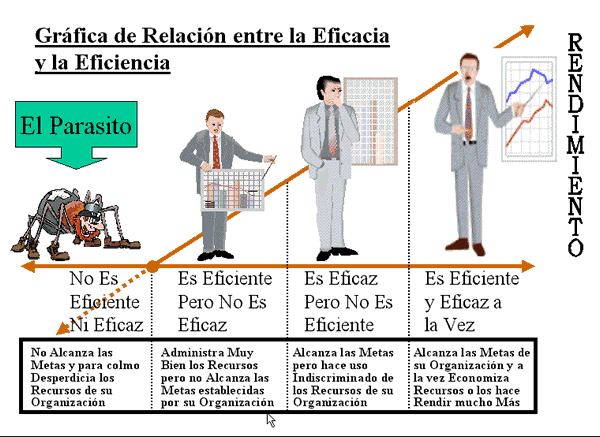 Gráfica de Relación entre la Eficacia
y la Eficiencia
El Parasito
RENDIMIENTO
No Es
Eficiente
Ni Eficaz
Es Eficiente
Pero No Es
Eficaz
Es Eficaz
Pero No Es
Eficiente
Es Eficiente
y Eficaz a
la Vez
No Alcanza las
Metas y para colmo
Desperdicia los
Recursos de su
Organización
Administra Muy
Bien los Recursos
pero no Alcanza las
Metas establecidas
por su Organización
Alcanza las Metas
pero hace uso
Indiscriminado de
los Recursos de su
Organización
Alcanza las Metas de
su Organización y a
la vez Economiza
Recursos o los hace
Rendir mucho Más